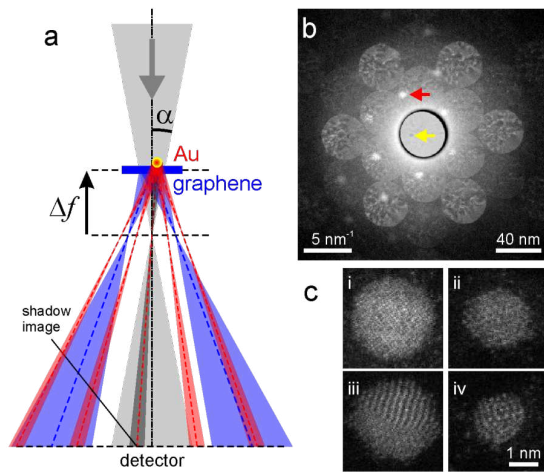 a
α
Au
graphene
Δf
shadow
image
detector
b
5 nm⁻¹
40 nm
c
i
ii
iii
iv
1 nm